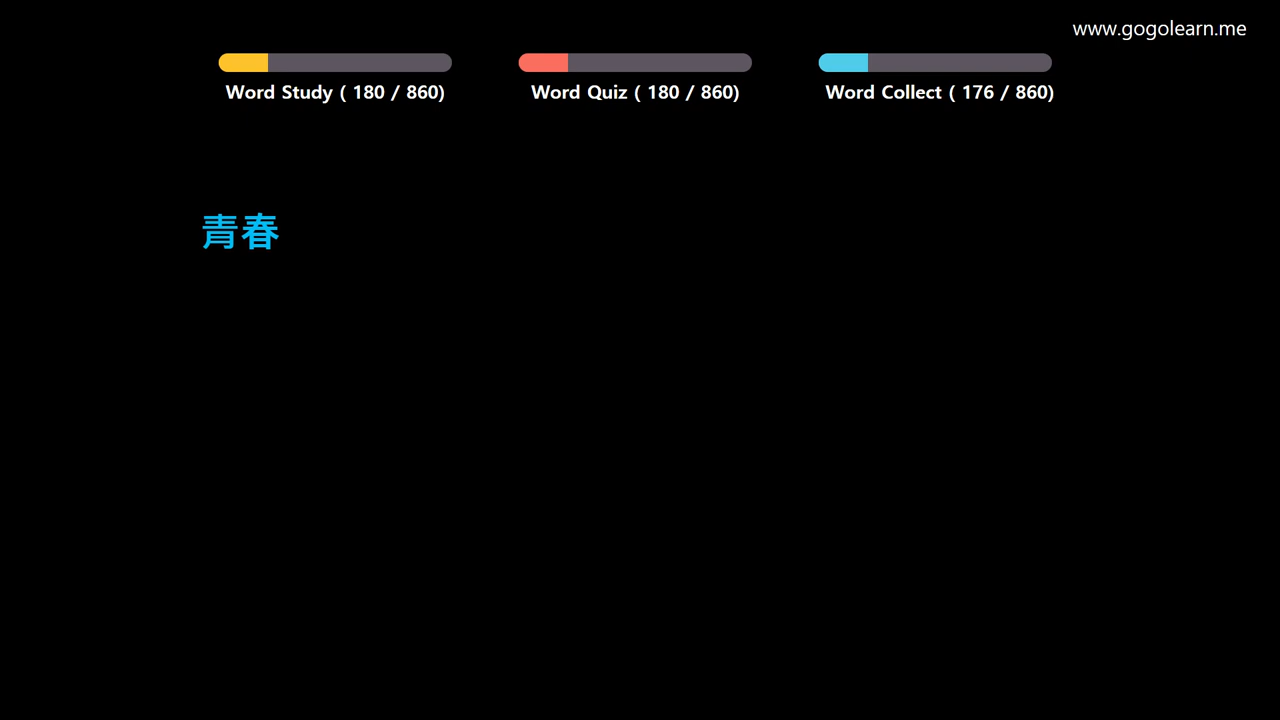 www.gogolearn.me
Word Study ( 180 / 860)
Word Quiz ( 180 / 860)
Word Collect ( 176 / 860)
青春